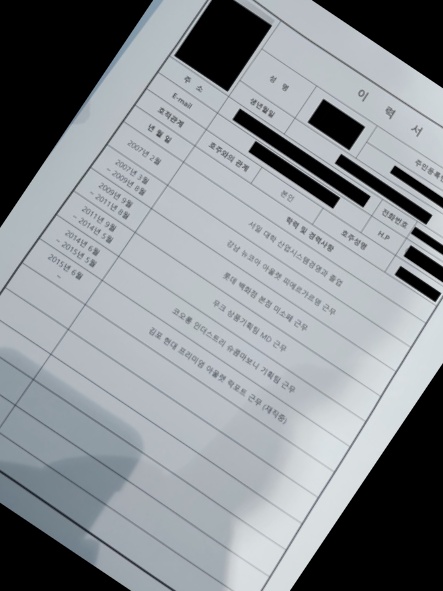 이 력 서
성 명
주민등록번
생년월일
주 소
전화번호
E-mail
H.P
호적관계
호주와의 관계
본인
호주성명
년 월 일
학력 및 경력사항
2007년 2월
서일 대학 산업시스템경영과 졸업
2007년 3월
~ 2009년 8월
강남 뉴코아 아울렛 피에르가르뎅 근무
2009년 9월
~ 2011년 8월
롯데 백화점 본점 미소페 근무
2011년 9월
~ 2014년 5월
무크 상품기획팀 MD 근무
2014년 6월
~ 2015년 5월
코오롱 인더스트리 슈콤마보니 기획팀 근무
2015년 6월
~
김포 현대 프리미엄 아울렛 락포트 근무 (재직중)